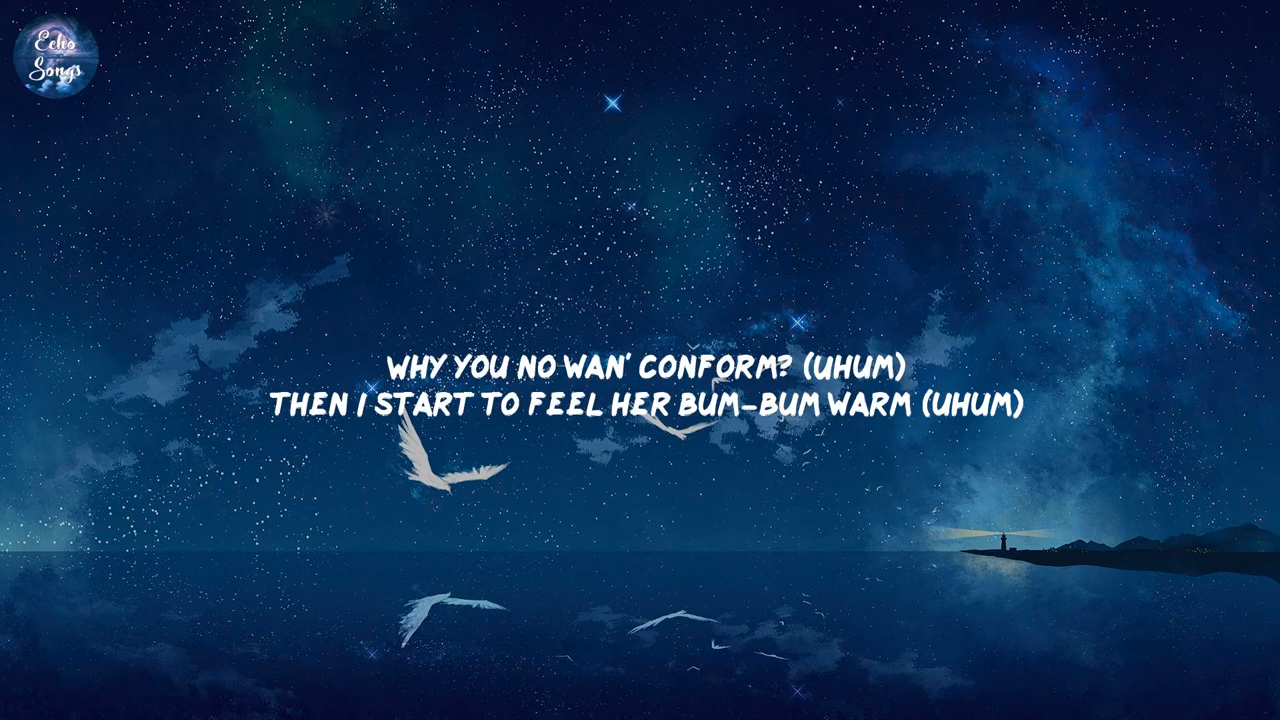 Echo
Songs
WHY YOU NO WAN' CONFORM? (UHUM)
THEN I START TO FEEL HER BUM-BUM WARM (UHUM)